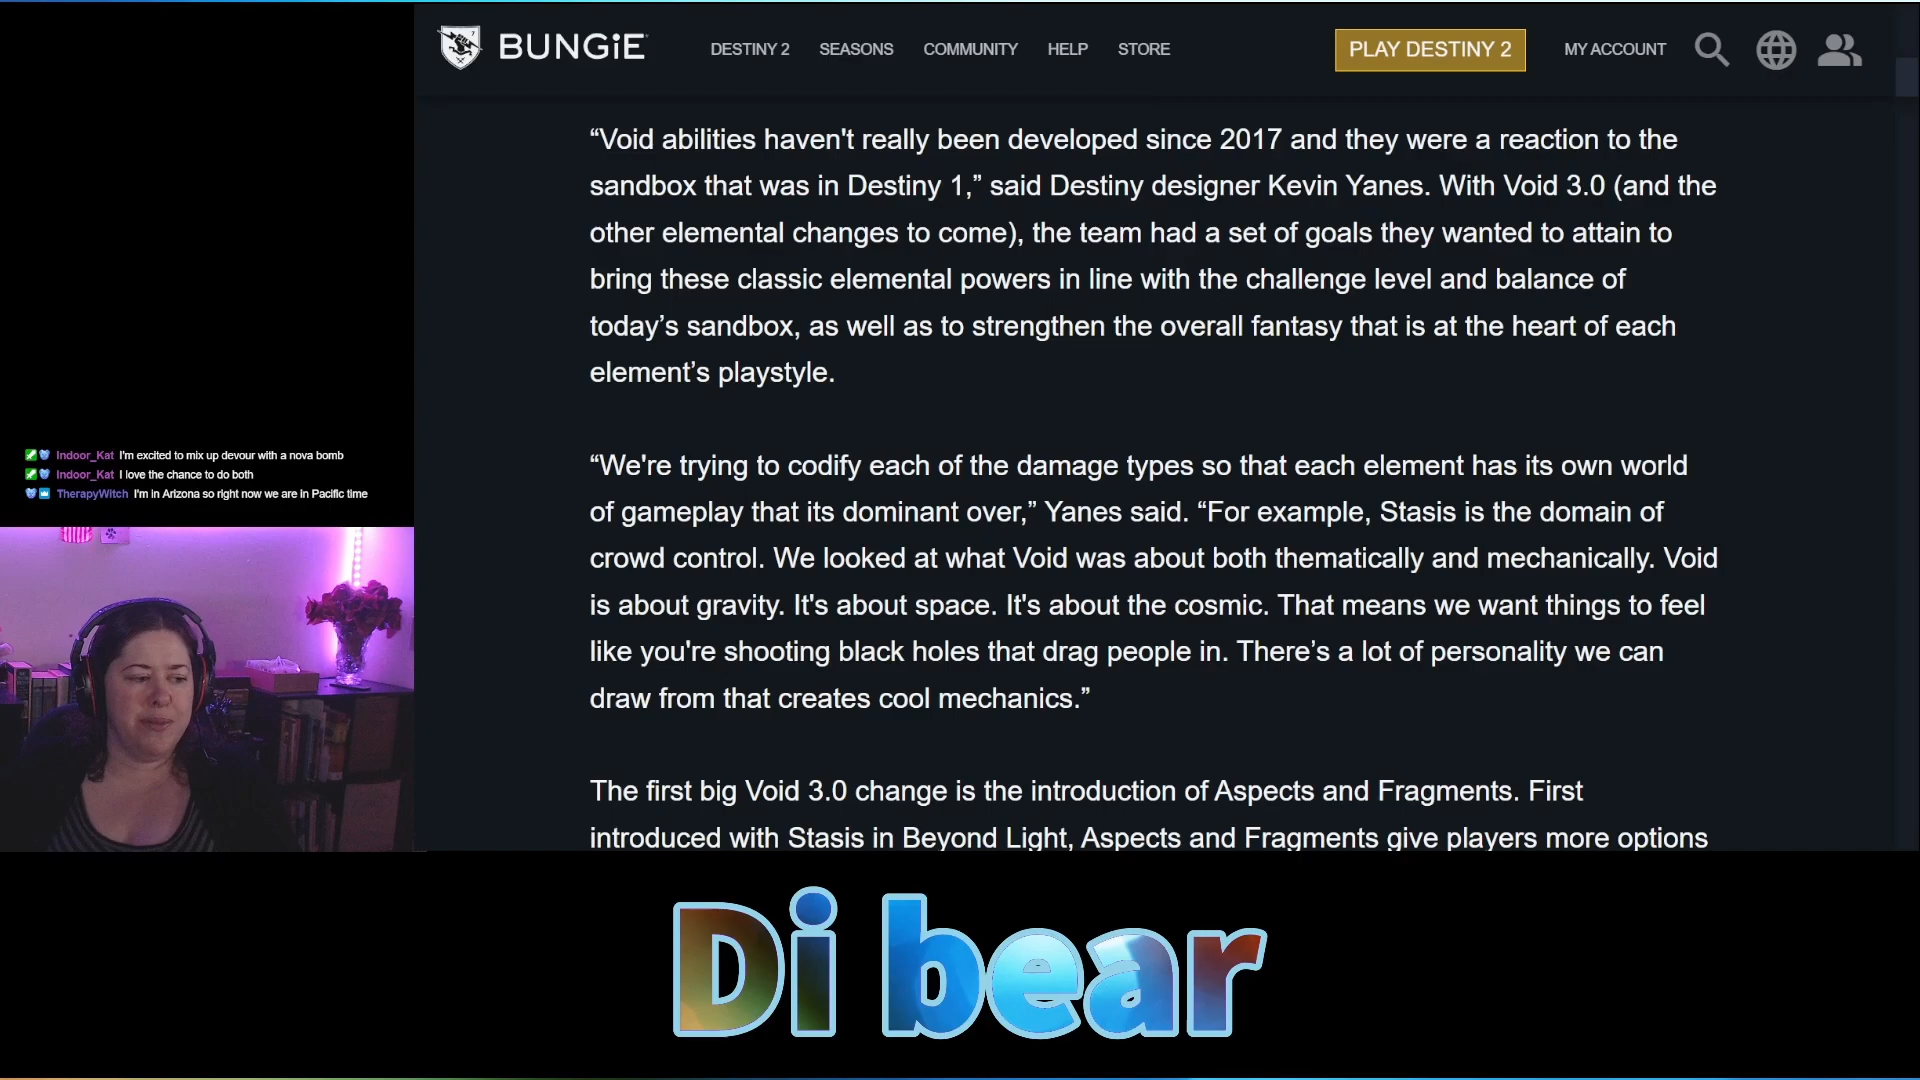 BUNGiE
DESTINY 2 SEASONS COMMUNITY HELP STORE
PLAY DESTINY 2
MY ACCOUNT
“Void abilities haven't really been developed since 2017 and they were a reaction to the
sandbox that was in Destiny 1,” said Destiny designer Kevin Yanes. With Void 3.0 (and the
other elemental changes to come), the team had a set of goals they wanted to attain to
bring these classic elemental powers in line with the challenge level and balance of
today’s sandbox, as well as to strengthen the overall fantasy that is at the heart of each
element’s playstyle.
“We're trying to codify each of the damage types so that each element has its own world
of gameplay that its dominant over,” Yanes said. “For example, Stasis is the domain of
crowd control. We looked at what Void was about both thematically and mechanically. Void
is about gravity. It's about space. It's about the cosmic. That means we want things to feel
like you're shooting black holes that drag people in. There’s a lot of personality we can
draw from that creates cool mechanics.”
The first big Void 3.0 change is the introduction of Aspects and Fragments. First
introduced with Stasis in Beyond Light, Aspects and Fragments give players more options
Indoor_Kat I'm excited to mix up devour with a nova bomb
Indoor_Kat I love the chance to do both
TherapyWitch I'm in Arizona so right now we are in Pacific time
Di bear